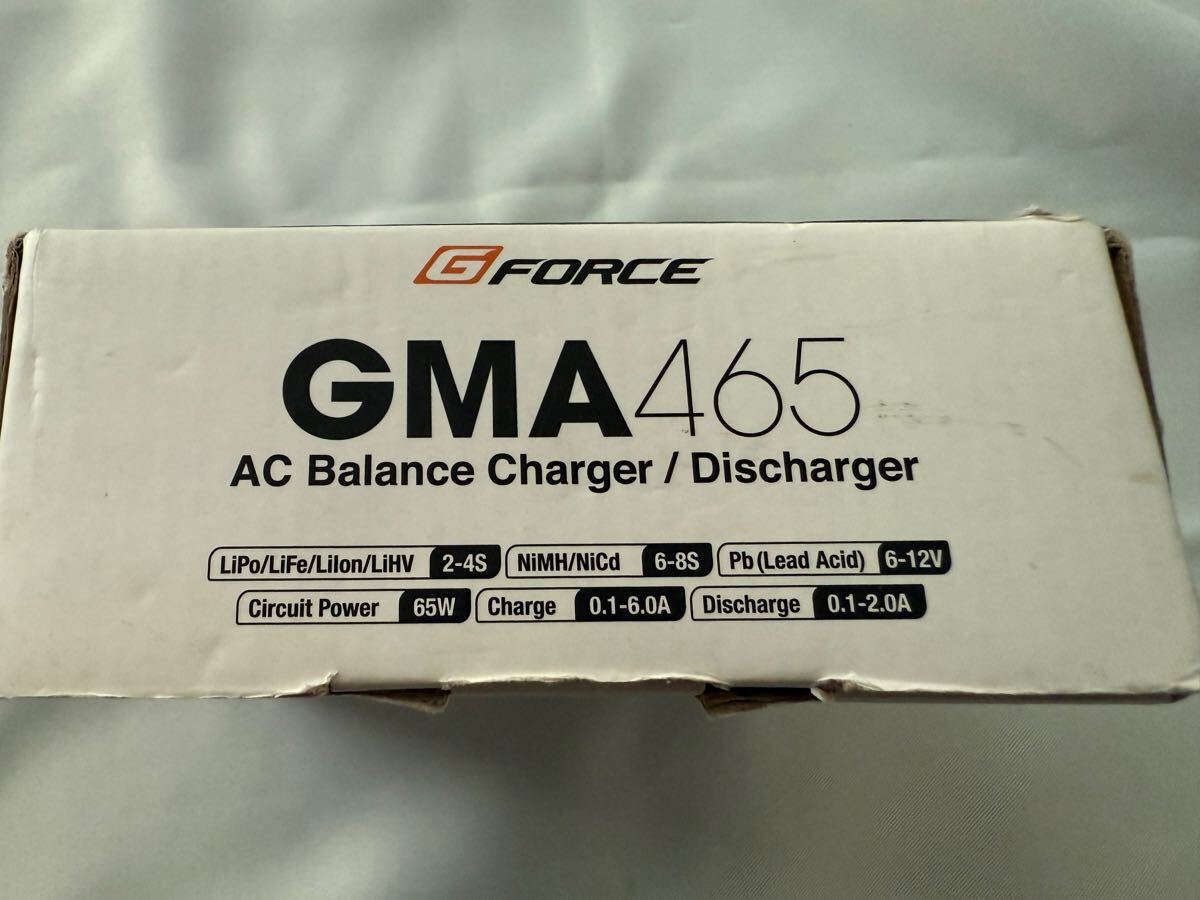 G FORCE
GMA465
AC Balance Charger / Discharger
LiPo/LiFe/LiIon/LiHV 2-4S NiMH/NiCd 6-8S Pb (Lead Acid) 6-12V
Circuit Power 65W Charge 0.1-6.0A Discharge 0.1-2.0A